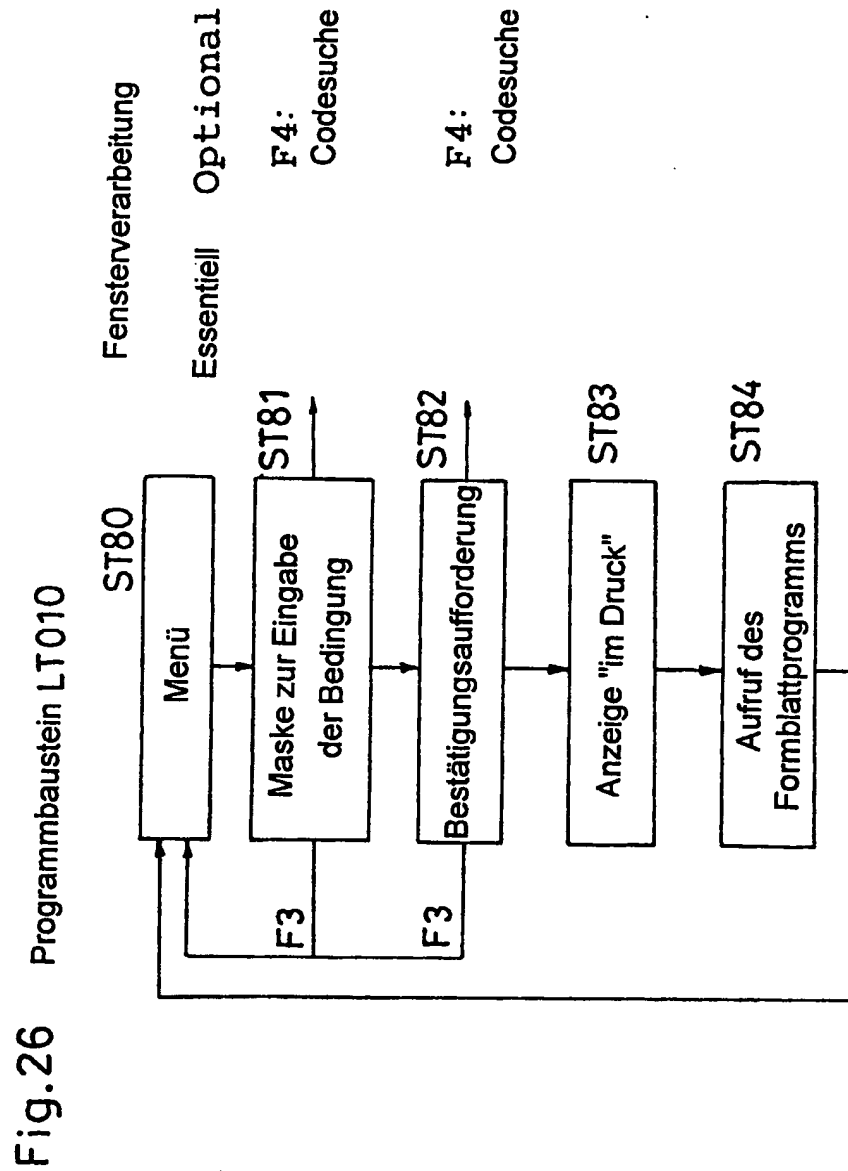 Fig.26 Programmbaustein LT010
Fensterverarbeitung
ST80
Menü
Essentiell Optional
Maske zur Eingabe
der Bedingung
ST81
F3
F4:
Codesuche
Bestätigungsaufforderung
ST82
F3
F4:
Codesuche
Anzeige "im Druck"
ST83
Aufruf des
Formblattprogramms
ST84